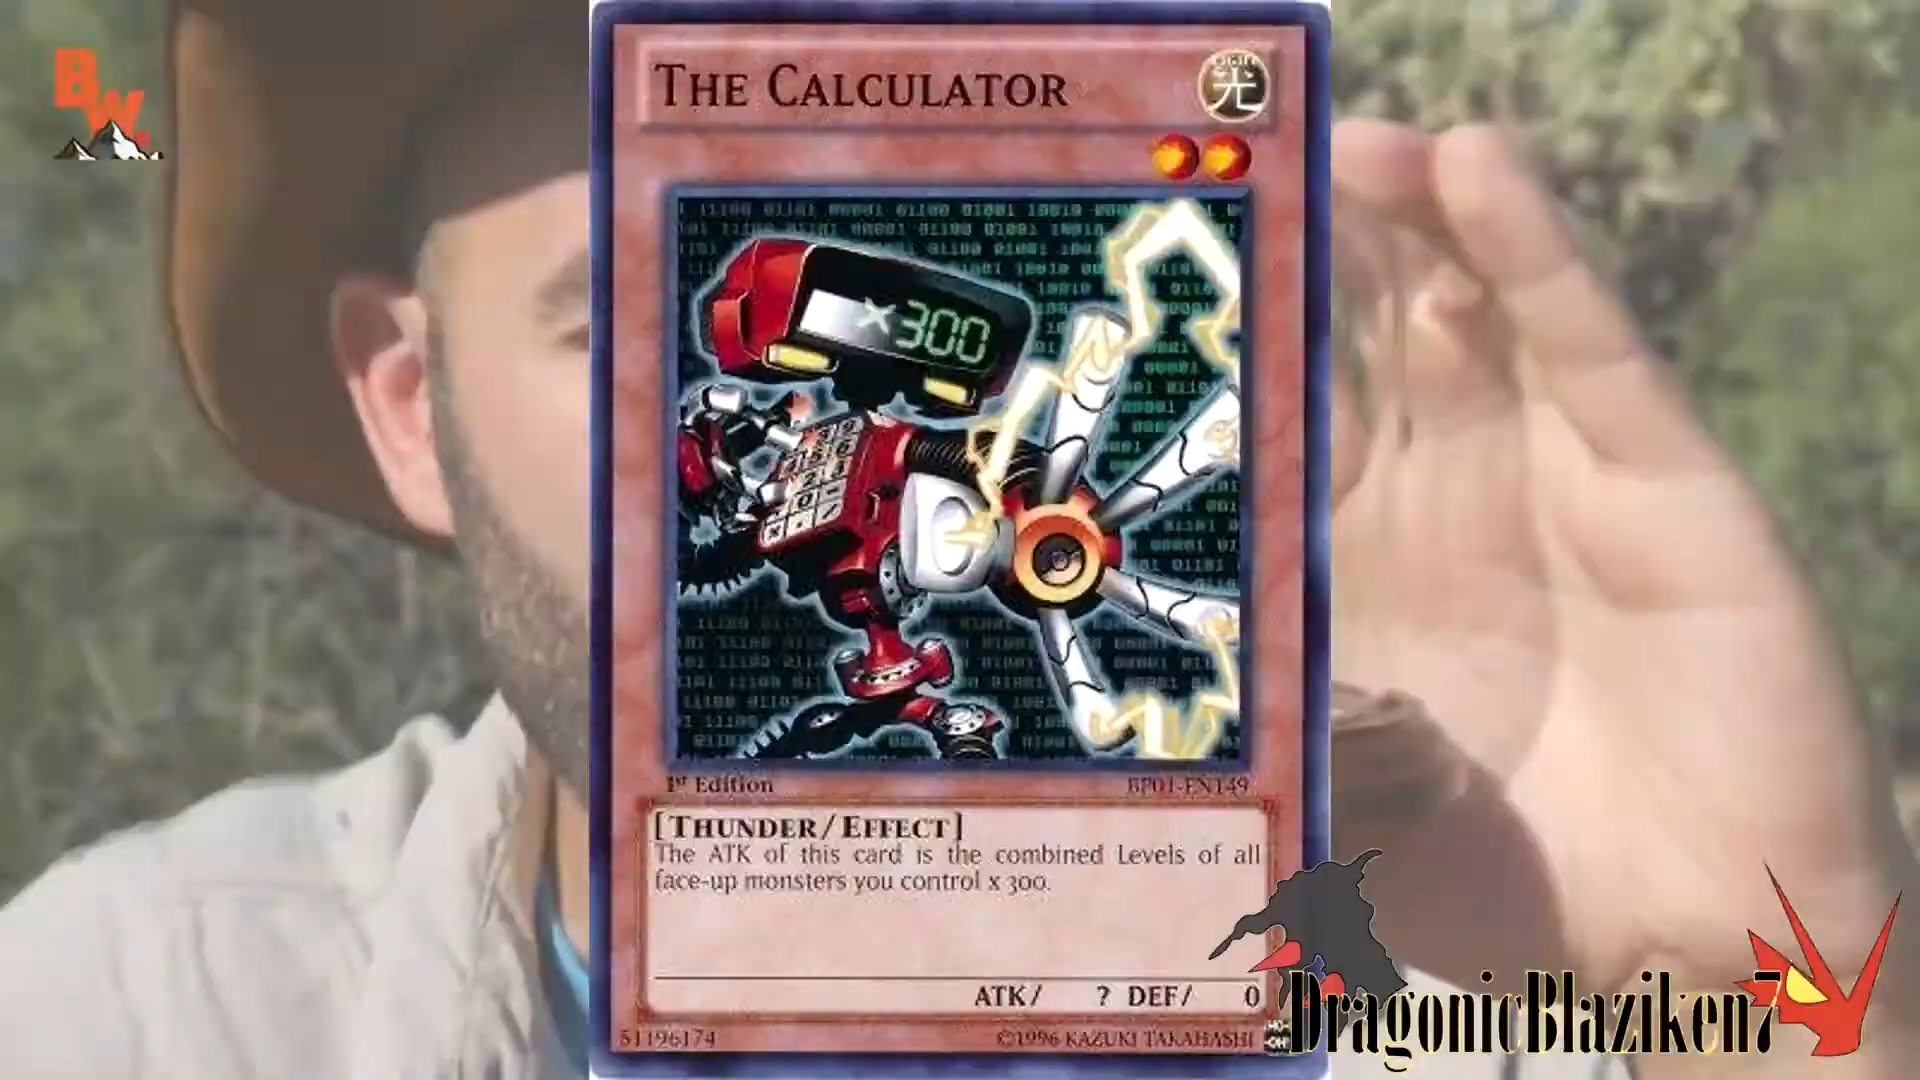 BW
THE CALCULATOR
光
×300
1st Edition
BP01-EN149
[THUNDER/EFFECT]
The ATK of this card is the combined Levels of all
face-up monsters you control x 300.
ATK/ ? DEF/ 0
51196174
©1996 KAZUKI TAKAHASHI
DragonicBlaziken7